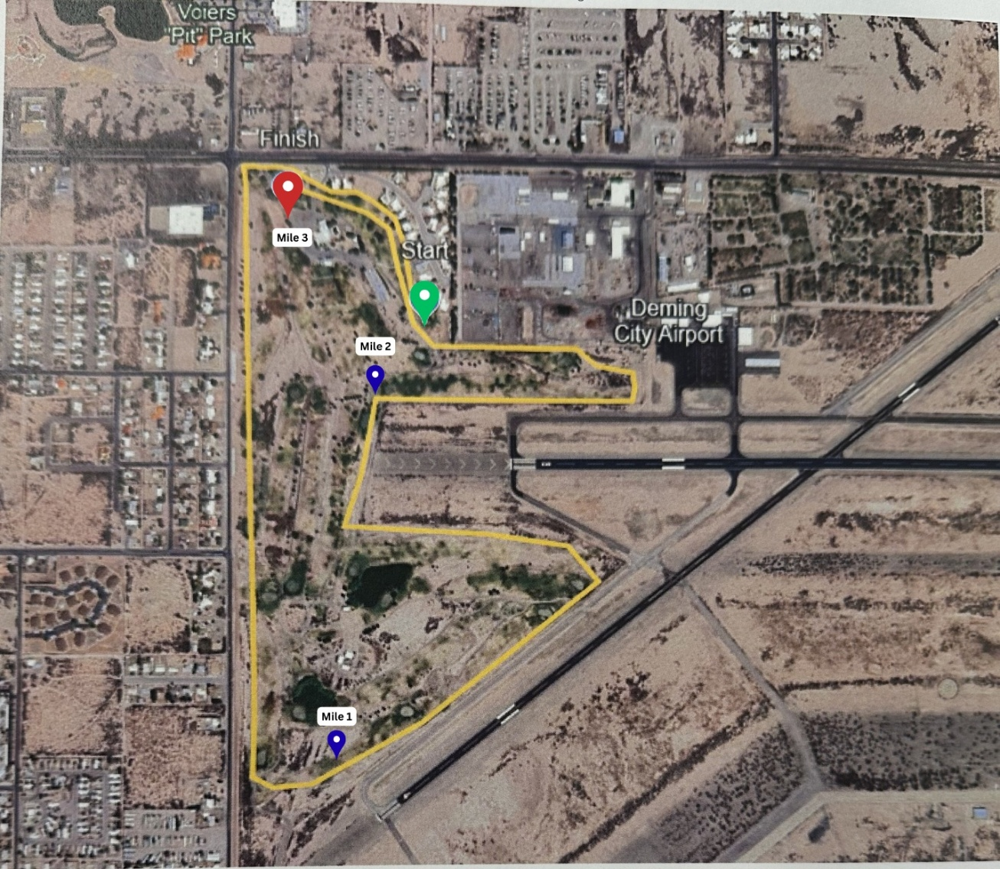 Voiers
"Pit" Park
Finish
Mile 3
Start
Deming
City Airport
Mile 2
Mile 1